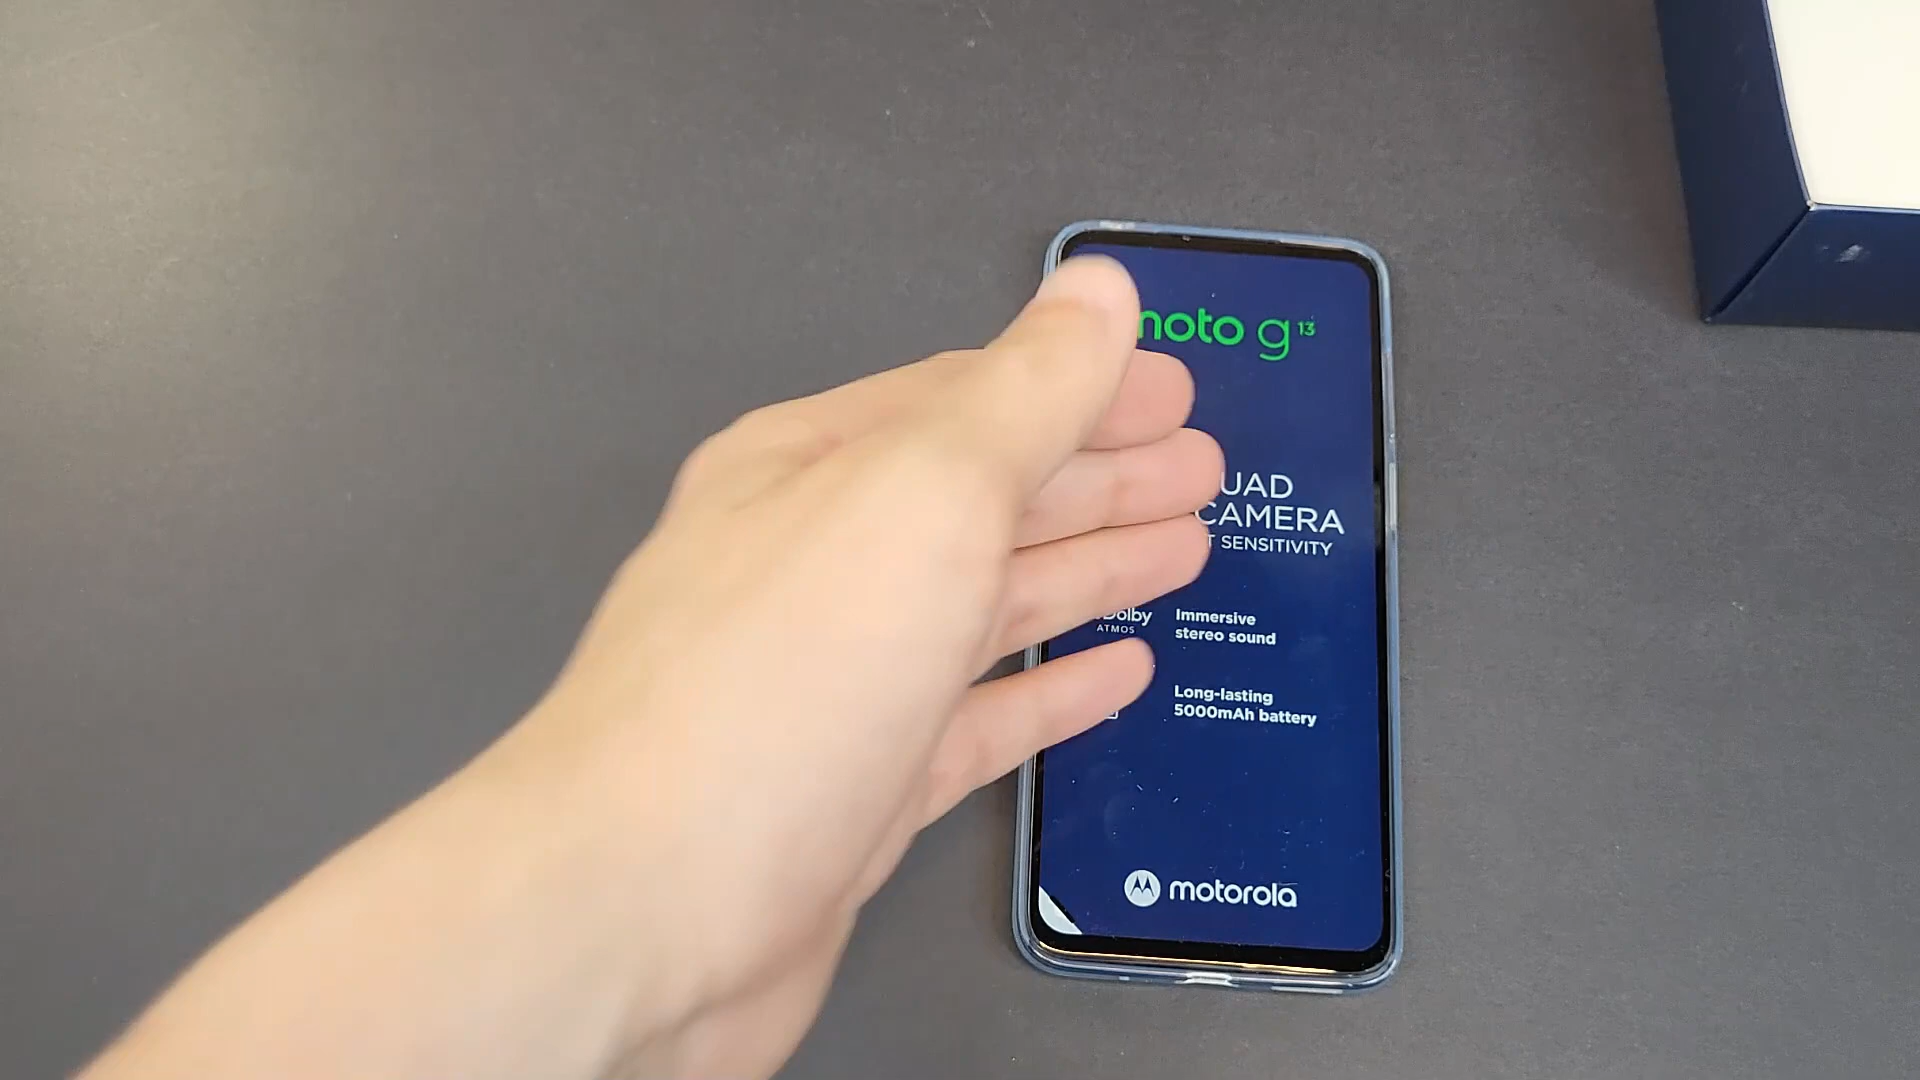 moto g 13
UAD
CAMERA
SENSITIVITY
Dolby
ATMOS
Immersive
stereo sound
Long-lasting
5000mAh battery
motorola